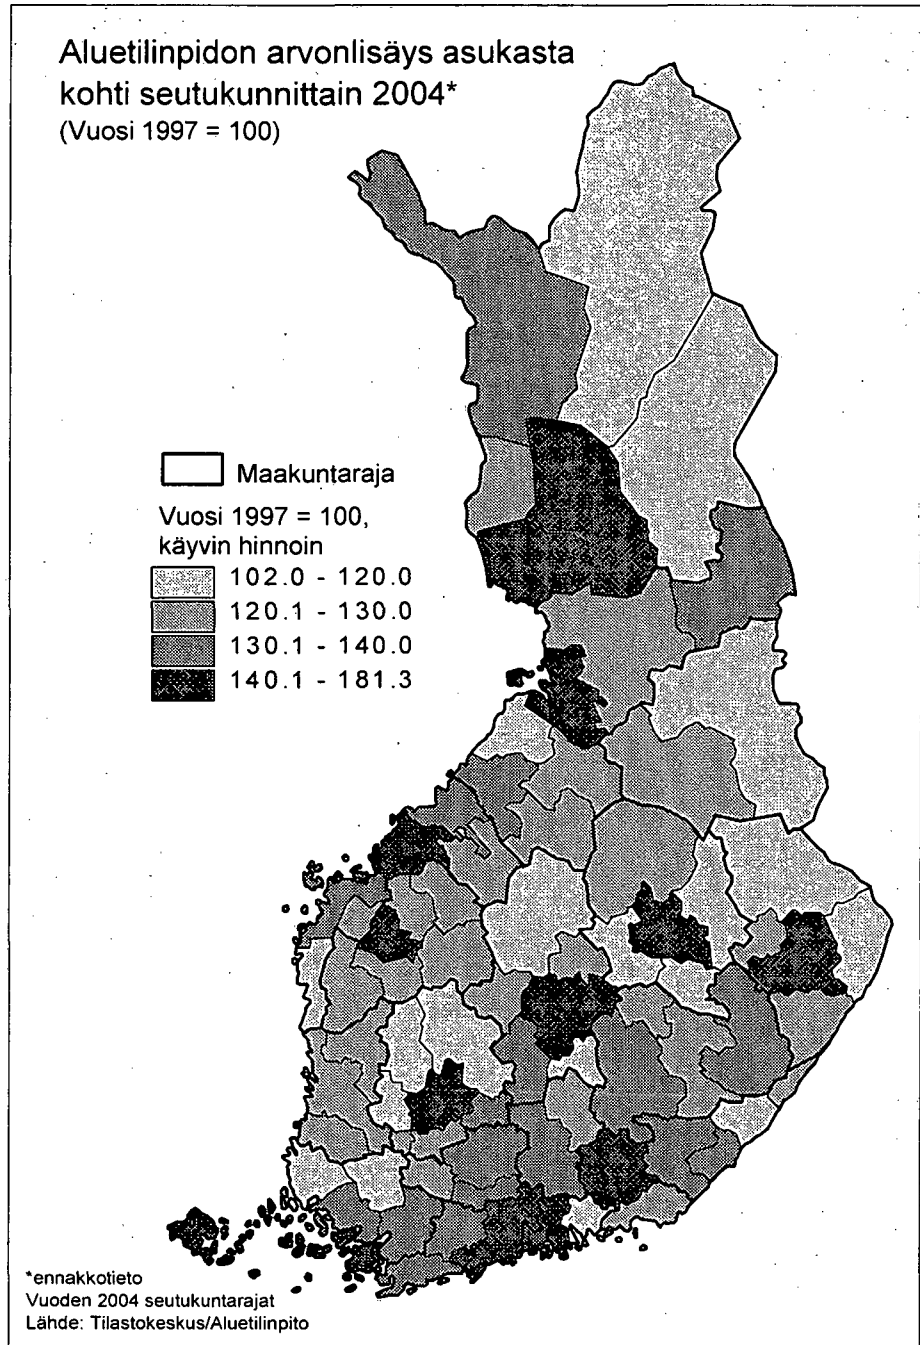 Aluetilinpidon arvonlisäys asukasta
kohti seutukunnittain 2004*
(Vuosi 1997 = 100)
Maakuntaraja
Vuosi 1997 = 100,
käyvin hinnoin
102.0 - 120.0
120.1 - 130.0
130.1 - 140.0
140.1 - 181.3
*ennakkotieto
Vuoden 2004 seutukuntarajat
Lähde: Tilastokeskus/Aluetilinpito